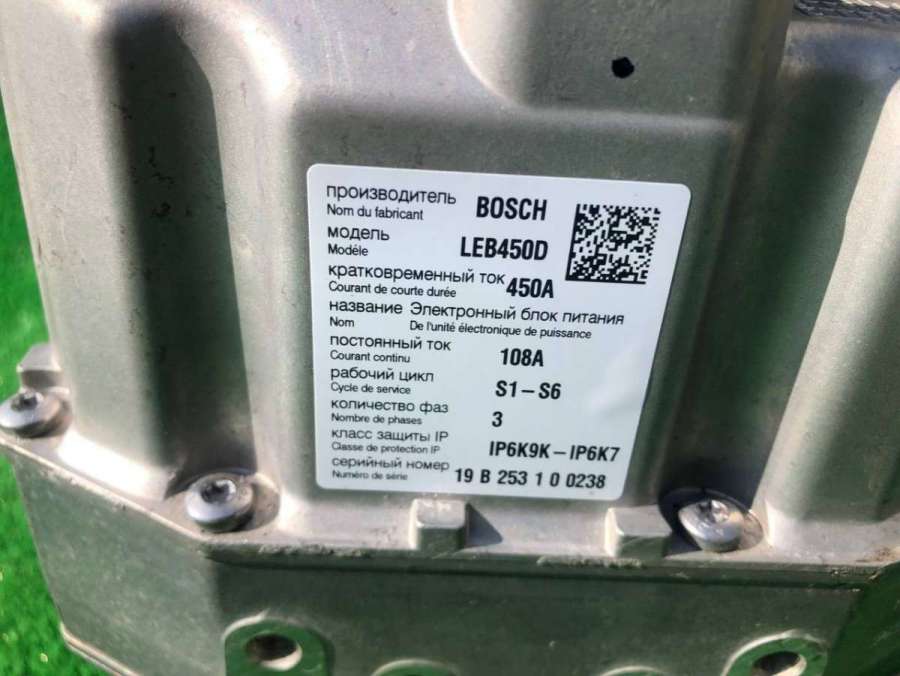 производитель BOSCH
Nom du fabricant
модель LEB450D
Modéle
кратковременный ток 450A
Courant de courte durée
название Электронный блок питания
Nom De l'unité électronique de puissance
постоянный ток 108A
Courant continu
рабочий цикл S1-S6
Cycle de service
количество фаз 3
Nombre de phases
класс защиты IP IP6K9K-IP6K7
Classe de protection IP
серийный номер 19 B 253 1 0 0238
Numéro de série